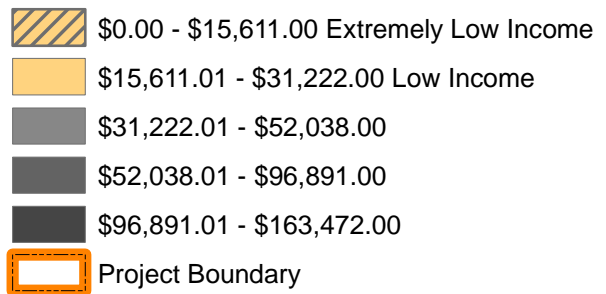 $0.00 - $15,611.00 Extremely Low Income
$15,611.01 - $31,222.00 Low Income
$31,222.01 - $52,038.00
$52,038.01 - $96,891.00
$96,891.01 - $163,472.00
Project Boundary